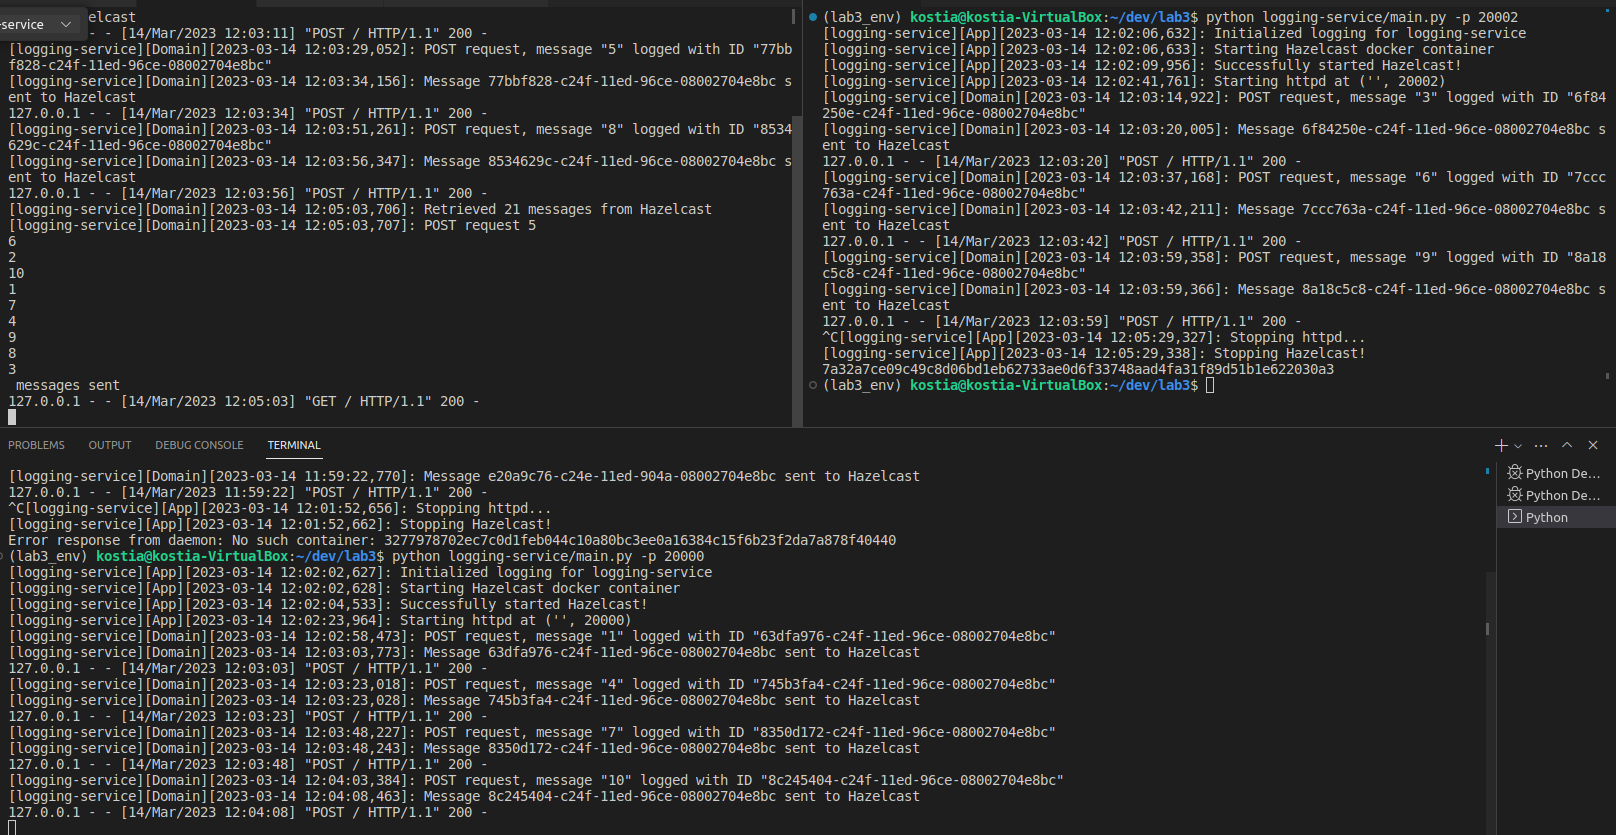 -service
elcast
- - [14/Mar/2023 12:03:11] "POST / HTTP/1.1" 200 -
[logging-service][Domain][2023-03-14 12:03:29,052]: POST request, message "5" logged with ID "77bb
f828-c24f-11ed-96ce-08002704e8bc"
[logging-service][Domain][2023-03-14 12:03:34,156]: Message 77bbf828-c24f-11ed-96ce-08002704e8bc s
ent to Hazelcast
127.0.0.1 - - [14/Mar/2023 12:03:34] "POST / HTTP/1.1" 200 -
[logging-service][Domain][2023-03-14 12:03:51,261]: POST request, message "8" logged with ID "8534
629c-c24f-11ed-96ce-08002704e8bc"
[logging-service][Domain][2023-03-14 12:03:56,347]: Message 8534629c-c24f-11ed-96ce-08002704e8bc s
ent to Hazelcast
127.0.0.1 - - [14/Mar/2023 12:03:56] "POST / HTTP/1.1" 200 -
[logging-service][Domain][2023-03-14 12:05:03,706]: Retrieved 21 messages from Hazelcast
[logging-service][Domain][2023-03-14 12:05:03,707]: POST request 5
6
2
10
1
7
4
9
8
3
messages sent
127.0.0.1 - - [14/Mar/2023 12:05:03] "GET / HTTP/1.1" 200 -
(lab3_env) kostia@kostia-VirtualBox:~/dev/lab3$ python logging-service/main.py -p 20002
[logging-service][App][2023-03-14 12:02:06,632]: Initialized logging for logging-service
[logging-service][App][2023-03-14 12:02:06,633]: Starting Hazelcast docker container
[logging-service][App][2023-03-14 12:02:09,956]: Successfully started Hazelcast!
[logging-service][App][2023-03-14 12:02:41,761]: Starting httpd at ('', 20002)
[logging-service][Domain][2023-03-14 12:03:14,922]: POST request, message "3" logged with ID "6f84
250e-c24f-11ed-96ce-08002704e8bc"
[logging-service][Domain][2023-03-14 12:03:20,005]: Message 6f84250e-c24f-11ed-96ce-08002704e8bc s
ent to Hazelcast
127.0.0.1 - - [14/Mar/2023 12:03:20] "POST / HTTP/1.1" 200 -
[logging-service][Domain][2023-03-14 12:03:37,168]: POST request, message "6" logged with ID "7ccc
763a-c24f-11ed-96ce-08002704e8bc"
[logging-service][Domain][2023-03-14 12:03:42,211]: Message 7ccc763a-c24f-11ed-96ce-08002704e8bc s
ent to Hazelcast
127.0.0.1 - - [14/Mar/2023 12:03:42] "POST / HTTP/1.1" 200 -
[logging-service][Domain][2023-03-14 12:03:59,358]: POST request, message "9" logged with ID "8a18
c5c8-c24f-11ed-96ce-08002704e8bc"
[logging-service][Domain][2023-03-14 12:03:59,366]: Message 8a18c5c8-c24f-11ed-96ce-08002704e8bc s
ent to Hazelcast
127.0.0.1 - - [14/Mar/2023 12:03:59] "POST / HTTP/1.1" 200 -
^C[logging-service][App][2023-03-14 12:05:29,327]: Stopping httpd...
[logging-service][App][2023-03-14 12:05:29,338]: Stopping Hazelcast!
7a32a7ce09c49c8d06bd1eb62733ae0d6f33748aad4fa31f89d51b1e622030a3
(lab3_env) kostia@kostia-VirtualBox:~/dev/lab3$
PROBLEMS OUTPUT DEBUG CONSOLE TERMINAL
[logging-service][Domain][2023-03-14 11:59:22,770]: Message e20a9c76-c24e-11ed-904a-08002704e8bc sent to Hazelcast
127.0.0.1 - - [14/Mar/2023 11:59:22] "POST / HTTP/1.1" 200 -
^C[logging-service][App][2023-03-14 12:01:52,656]: Stopping httpd...
[logging-service][App][2023-03-14 12:01:52,662]: Stopping Hazelcast!
Error response from daemon: No such container: 3277978702ec7c0d1feb044c10a80bc3ee0a16384c15f6b23f2da7a878f40440
(lab3_env) kostia@kostia-VirtualBox:~/dev/lab3$ python logging-service/main.py -p 20000
[logging-service][App][2023-03-14 12:02:02,627]: Initialized logging for logging-service
[logging-service][App][2023-03-14 12:02:02,628]: Starting Hazelcast docker container
[logging-service][App][2023-03-14 12:02:04,533]: Successfully started Hazelcast!
[logging-service][App][2023-03-14 12:02:23,964]: Starting httpd at ('', 20000)
[logging-service][Domain][2023-03-14 12:02:58,473]: POST request, message "1" logged with ID "63dfa976-c24f-11ed-96ce-08002704e8bc"
[logging-service][Domain][2023-03-14 12:03:03,773]: Message 63dfa976-c24f-11ed-96ce-08002704e8bc sent to Hazelcast
127.0.0.1 - - [14/Mar/2023 12:03:03] "POST / HTTP/1.1" 200 -
[logging-service][Domain][2023-03-14 12:03:23,018]: POST request, message "4" logged with ID "745b3fa4-c24f-11ed-96ce-08002704e8bc"
[logging-service][Domain][2023-03-14 12:03:23,028]: Message 745b3fa4-c24f-11ed-96ce-08002704e8bc sent to Hazelcast
127.0.0.1 - - [14/Mar/2023 12:03:23] "POST / HTTP/1.1" 200 -
[logging-service][Domain][2023-03-14 12:03:48,227]: POST request, message "7" logged with ID "8350d172-c24f-11ed-96ce-08002704e8bc"
[logging-service][Domain][2023-03-14 12:03:48,243]: Message 8350d172-c24f-11ed-96ce-08002704e8bc sent to Hazelcast
127.0.0.1 - - [14/Mar/2023 12:03:48] "POST / HTTP/1.1" 200 -
[logging-service][Domain][2023-03-14 12:04:03,384]: POST request, message "10" logged with ID "8c245404-c24f-11ed-96ce-08002704e8bc"
[logging-service][Domain][2023-03-14 12:04:08,463]: Message 8c245404-c24f-11ed-96ce-08002704e8bc sent to Hazelcast
127.0.0.1 - - [14/Mar/2023 12:04:08] "POST / HTTP/1.1" 200 -
Python De...
Python De...
Python